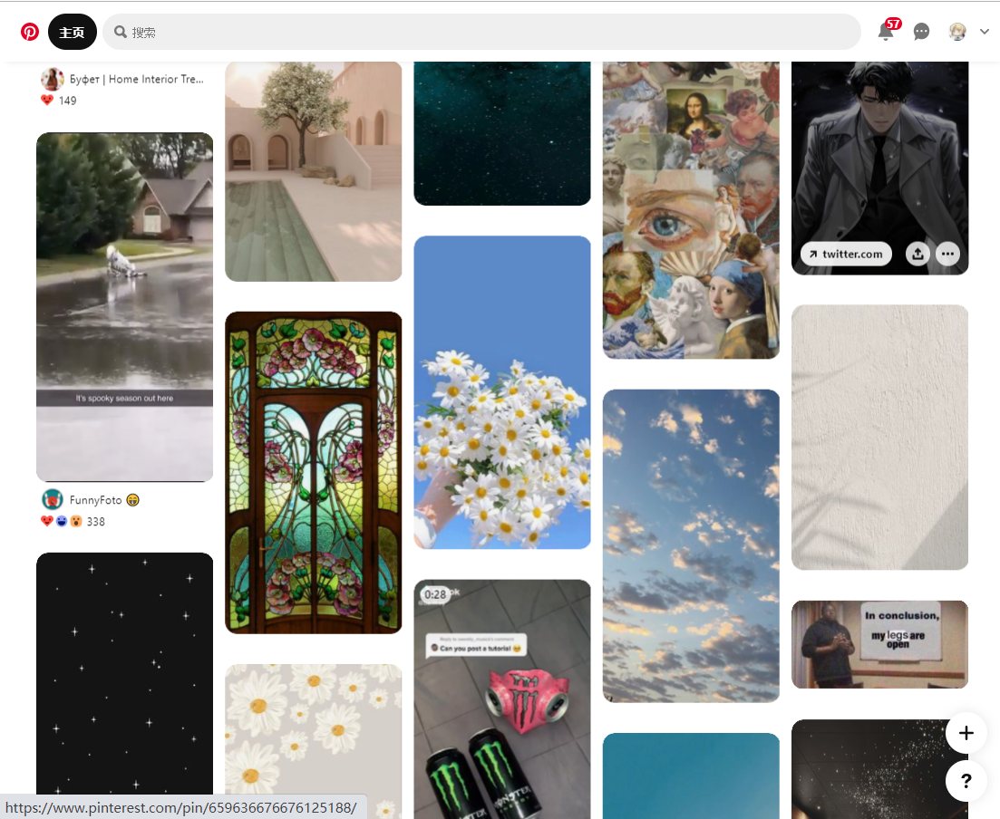 主页
搜索
57
Буфет | Home Interior Tre...
149
It's spooky season out here
FunnyFoto 😁
338
twitter.com
In conclusion,
my legs are
open
0:28
Can you post a tutorial
MONSTER
+
?
https://www.pinterest.com/pin/659636676676125188/